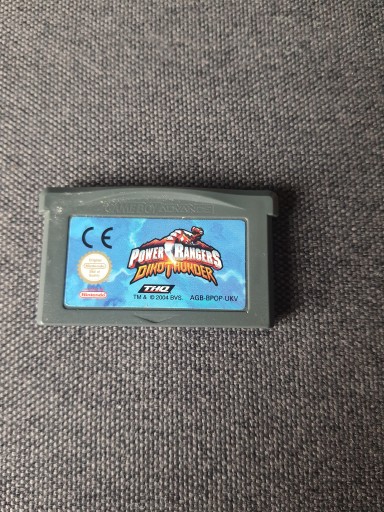 GAME BOY ADVANCE
CE
POWER RANGERS
DINO THUNDER
THQ
TM & © 2004 BVS. AGB-BPOP-UKV
Nintendo